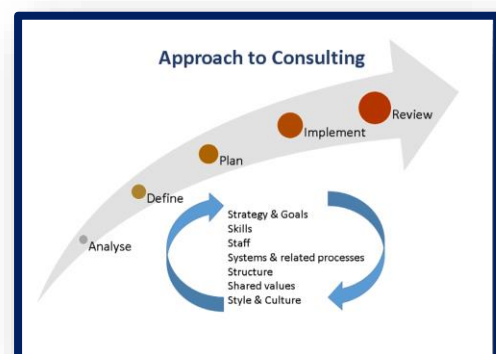 Approach to Consulting
Review
Implement
Plan
Define
Analyse
Strategy & Goals
Skills
Staff
Systems & related processes
Structure
Shared values
Style & Culture